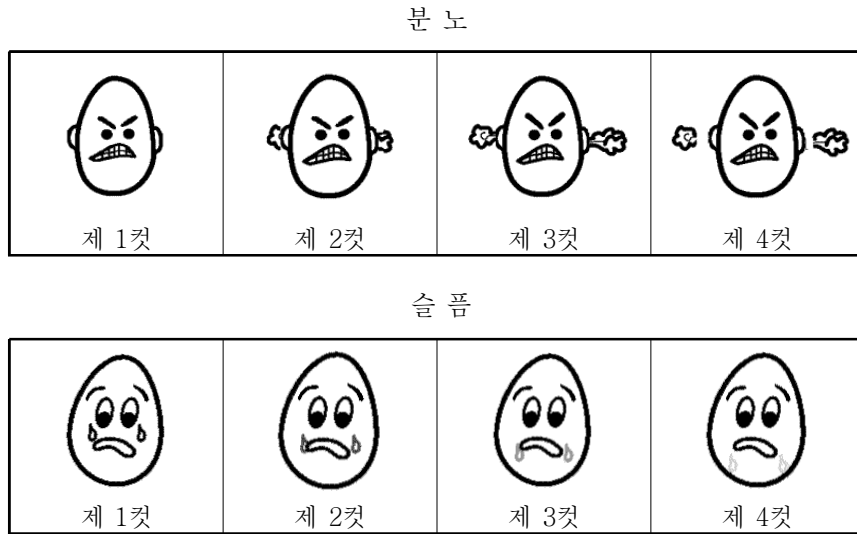 분 노
제 1컷 제 2컷 제 3컷 제 4컷
슬 픔
제 1컷 제 2컷 제 3컷 제 4컷